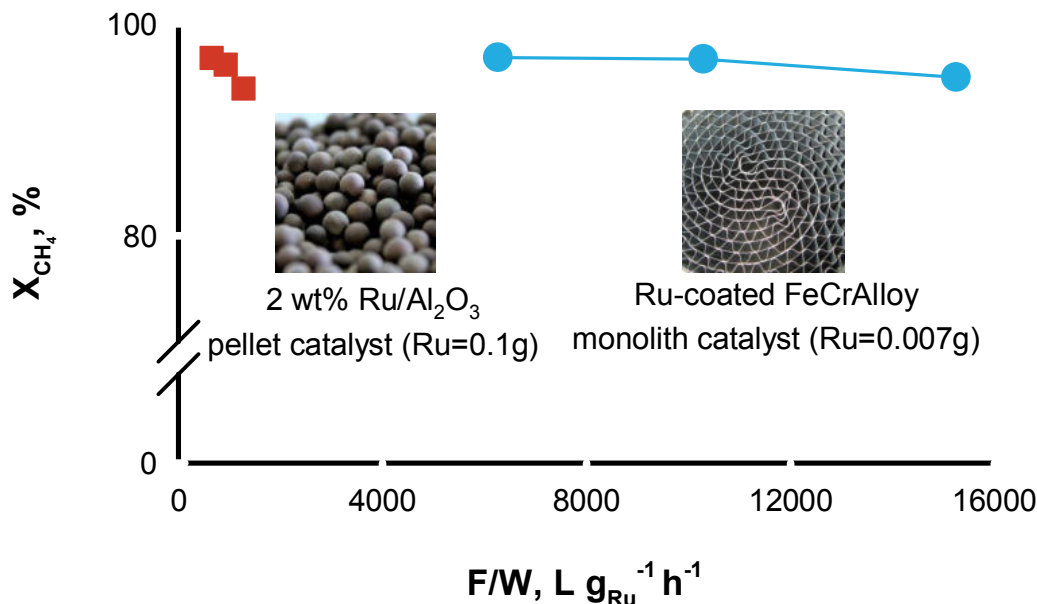 100
80
0
X_CH₄, %
2 wt% Ru/Al₂O₃
pellet catalyst (Ru=0.1g)
Ru-coated FeCrAlloy
monolith catalyst (Ru=0.007g)
0 4000 8000 12000 16000
F/W, L g_Ru⁻¹ h⁻¹